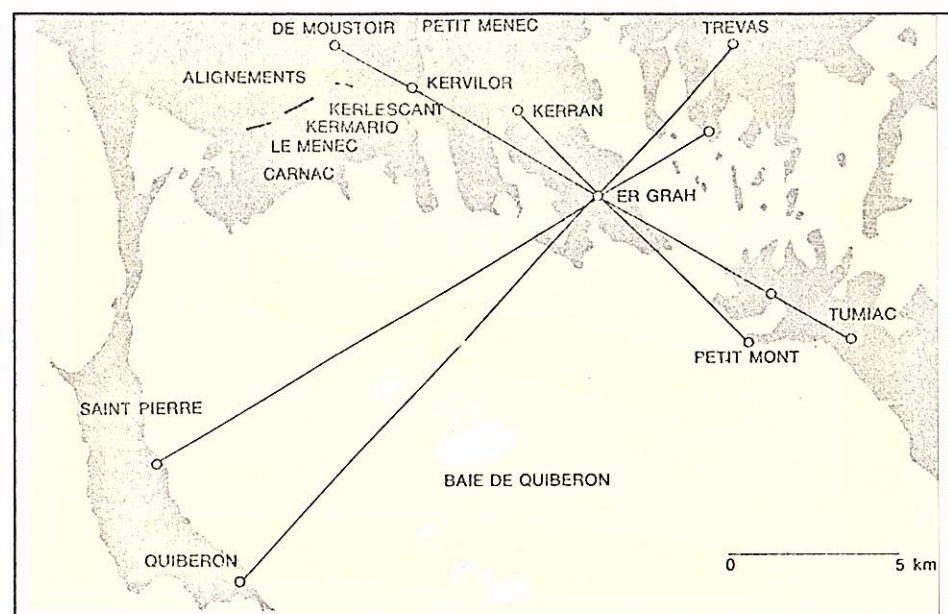 DE MOUSTOIR
PETIT MENEC
TREVAS
ALIGNEMENTS
KERVILOR
KERLESCANT
KERRAN
KERMARIO
LE MENEC
CARNAC
ER GRAH
TUMIAC
PETIT MONT
SAINT PIERRE
BAIE DE QUIBERON
QUIBERON
0 5 km